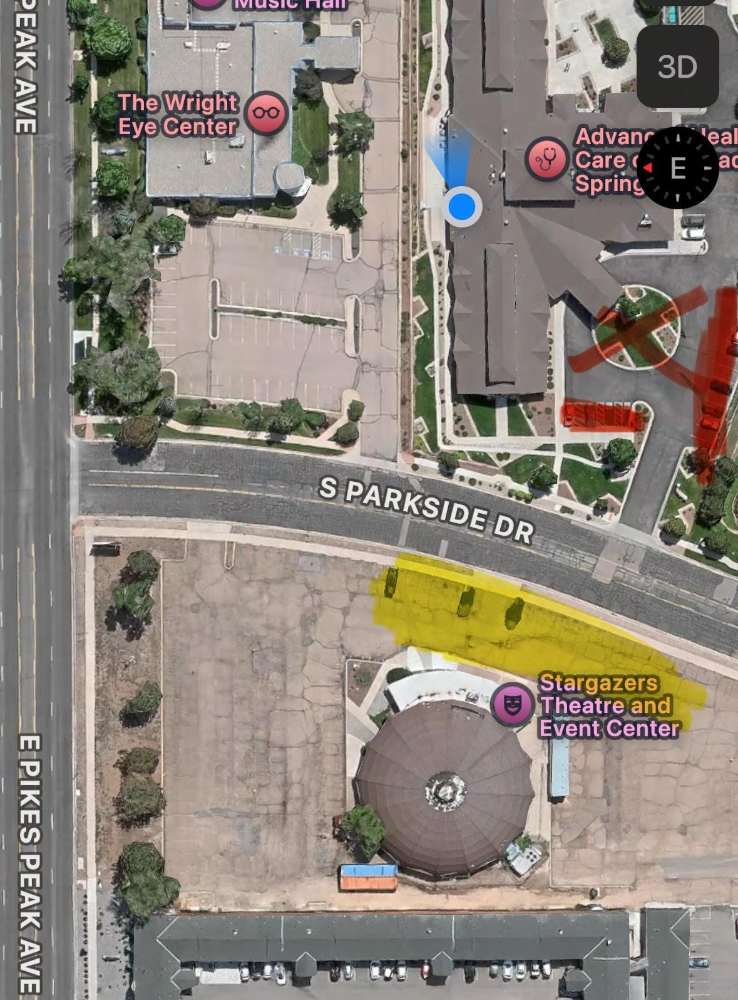 Music Hall
PEAK AVE
3D
The Wright
Eye Center
Care
Spring
E
S PARKSIDE DR
Stargazers
Theatre and
Event Center
E PIKES PEAK AVE